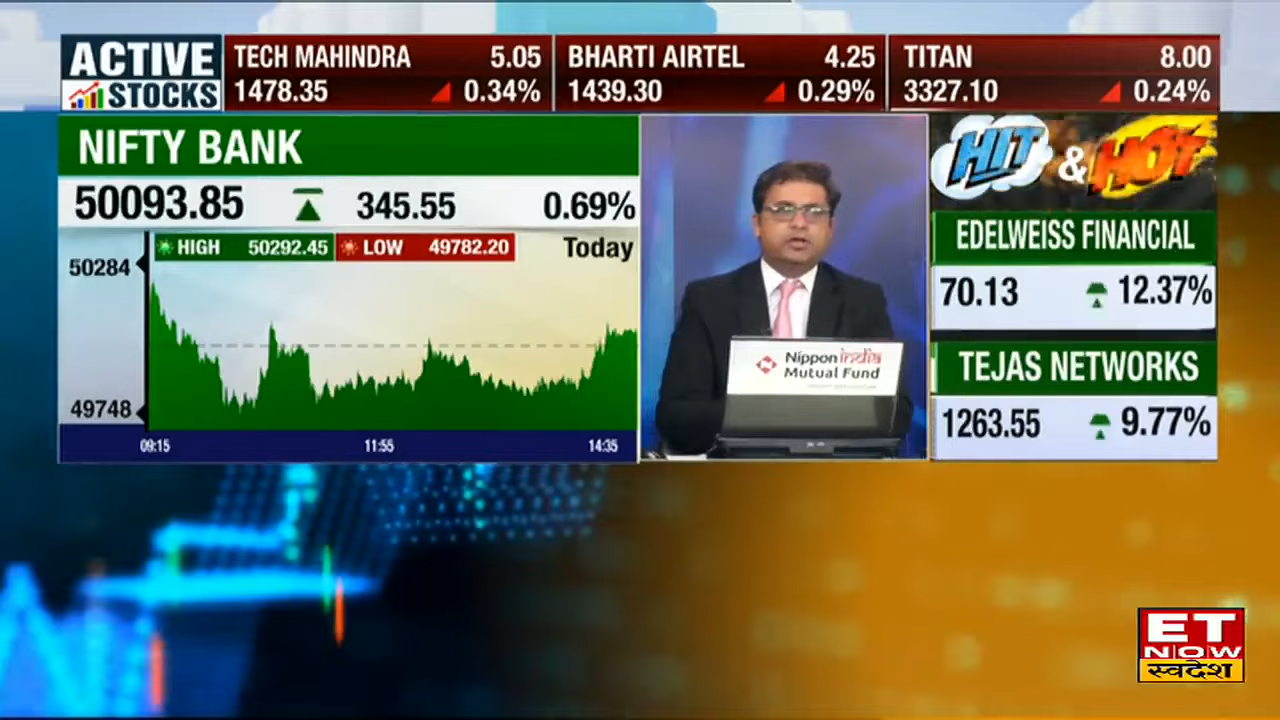 ACTIVE
STOCKS
TECH MAHINDRA 5.05
1478.35 0.34%
BHARTI AIRTEL 4.25
1439.30 0.29%
TITAN 8.00
3327.10 0.24%
NIFTY BANK
50093.85 345.55 0.69%
HIGH 50292.45 LOW 49782.20 Today
50284
49748
09:15 11:55 14:35
Nippon india
Mutual Fund
HIT & HOT
EDELWEISS FINANCIAL
70.13 12.37%
TEJAS NETWORKS
1263.55 9.77%
ET
NOW
स्वदेश